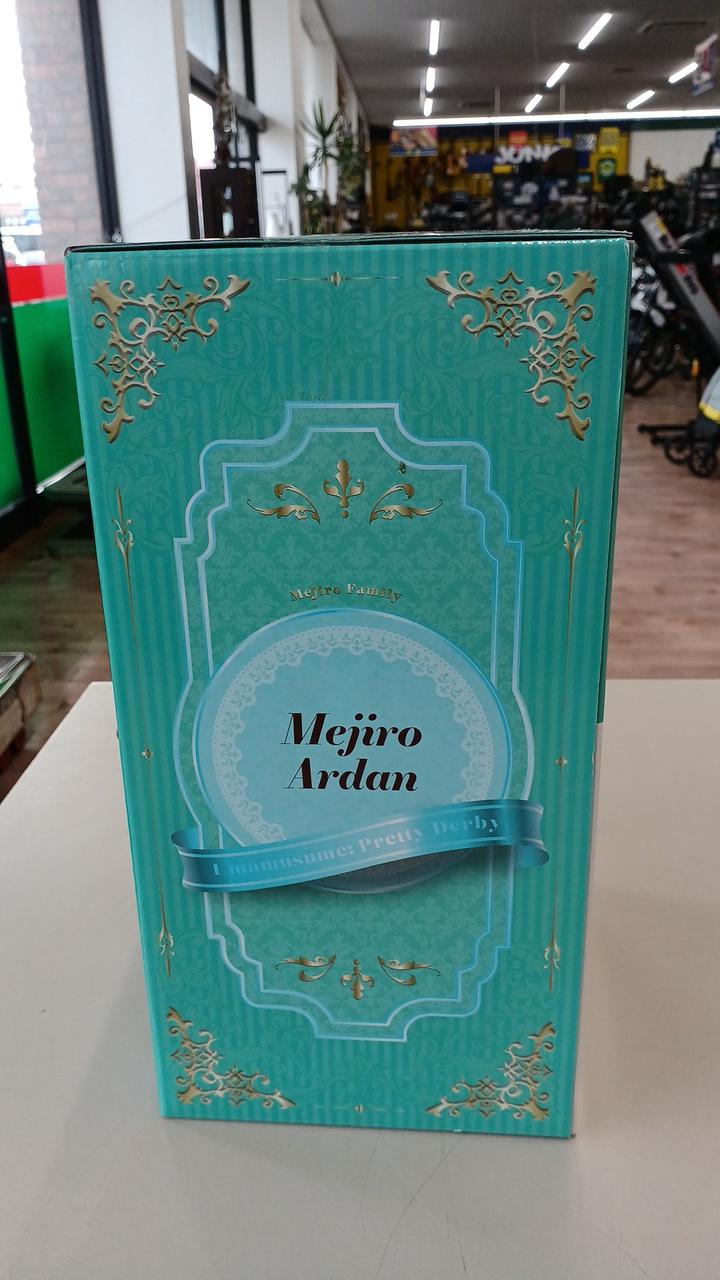 Mejiro Family
Mejiro
Ardan
Umamusume: Pretty Derby